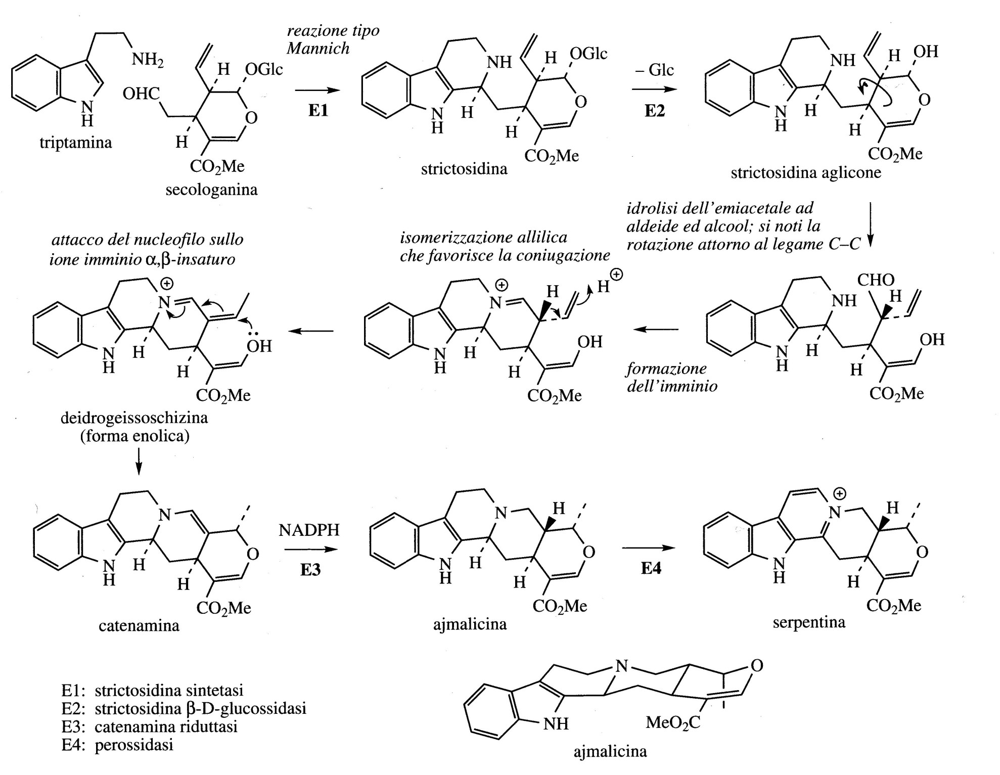 reazione tipo
Mannich
NH₂
OHC
H
OGlc
N
H
O
H
CO₂Me
triptamina
secologanina
E1
NH
H
OGlc
O
N
H
H
H
CO₂Me
strictosidina
– Glc
E2
NH
H
OH
O
N
H
H
H
CO₂Me
strictosidina aglicone
idrolisi dell'emiacetale ad
aldeide ed alcool; si noti la
rotazione attorno al legame C–C
CHO
H
NH
OH
N
H
H
H
CO₂Me
formazione
dell'imminio
isomerizzazione allilica
che favorisce la coniugazione
⊕
N
H
H
⊕
OH
N
H
H
H
CO₂Me
attacco del nucleofilo sullo
ione imminio α,β-insaturo
⊕
N
OH
N
H
H
H
CO₂Me
deidrogeissoschizina
(forma enolica)
N
O
N
H
H
H
CO₂Me
catenamina
NADPH
E3
N
H
O
N
H
H
H
CO₂Me
ajmalicina
E4
⊕
N
H
O
N
H
H
CO₂Me
serpentina
E1: strictosidina sintetasi
E2: strictosidina β-D-glucossidasi
E3: catenamina riduttasi
E4: perossidasi
N
O
NH
MeO₂C
ajmalicina